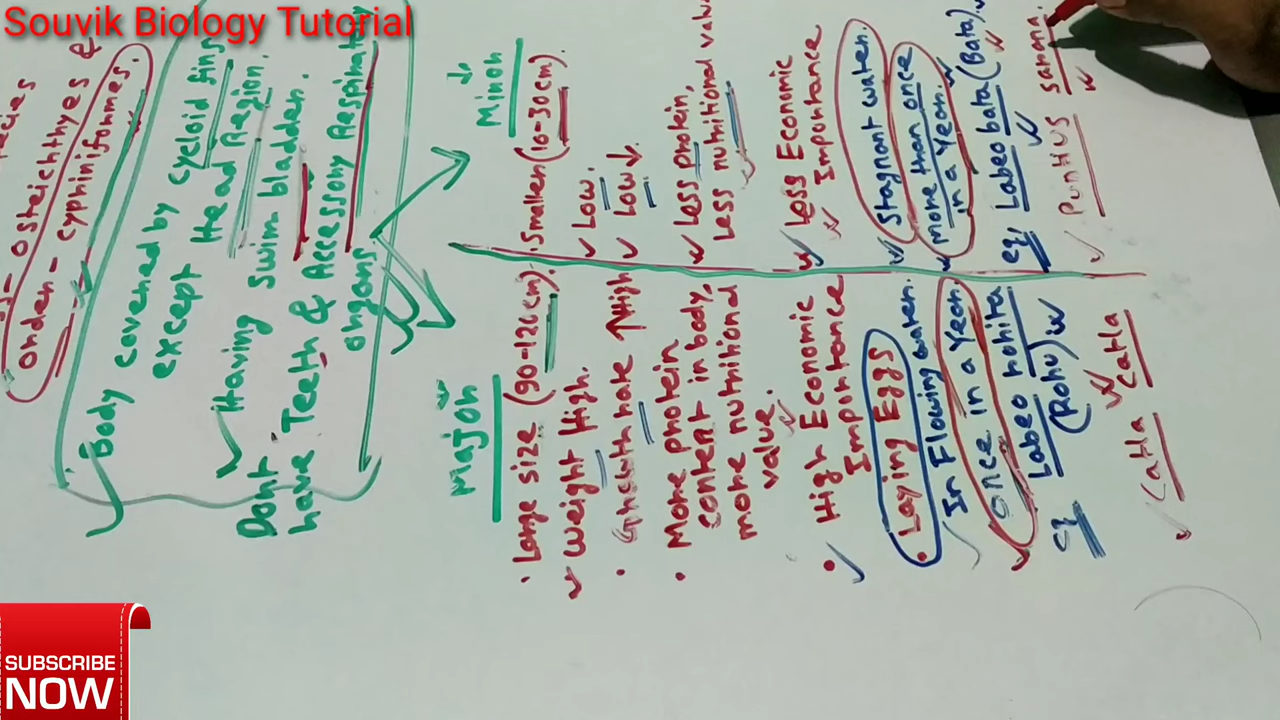 Souvik Biology Tutorial
Osteichthyes &
Order- cypriniformes.
Body covered by cycloid fins
except Head Region.
Having swim bladder.
Dont have Teeth & Accessory Respiratory
organs
Major
• Large size (90-120cm).
Weight High.
• Growth rate ↑High
• More protein
content in body,
more nutritional
value.
• High Economic
Importance
• Laying Eggs
In Flowing water.
Once in a Year.
eg Labeo rohita
(Rohu)
Catla Catla
Minor
Smaller (10-30cm).
Low.
Low↓.
Less protein,
Less nutritional value
Less Economic
Importance
Stagnant water.
More than once
in a Year.
eg, Labeo bata (Bata).
Puntius sarana.
SUBSCRIBE
NOW